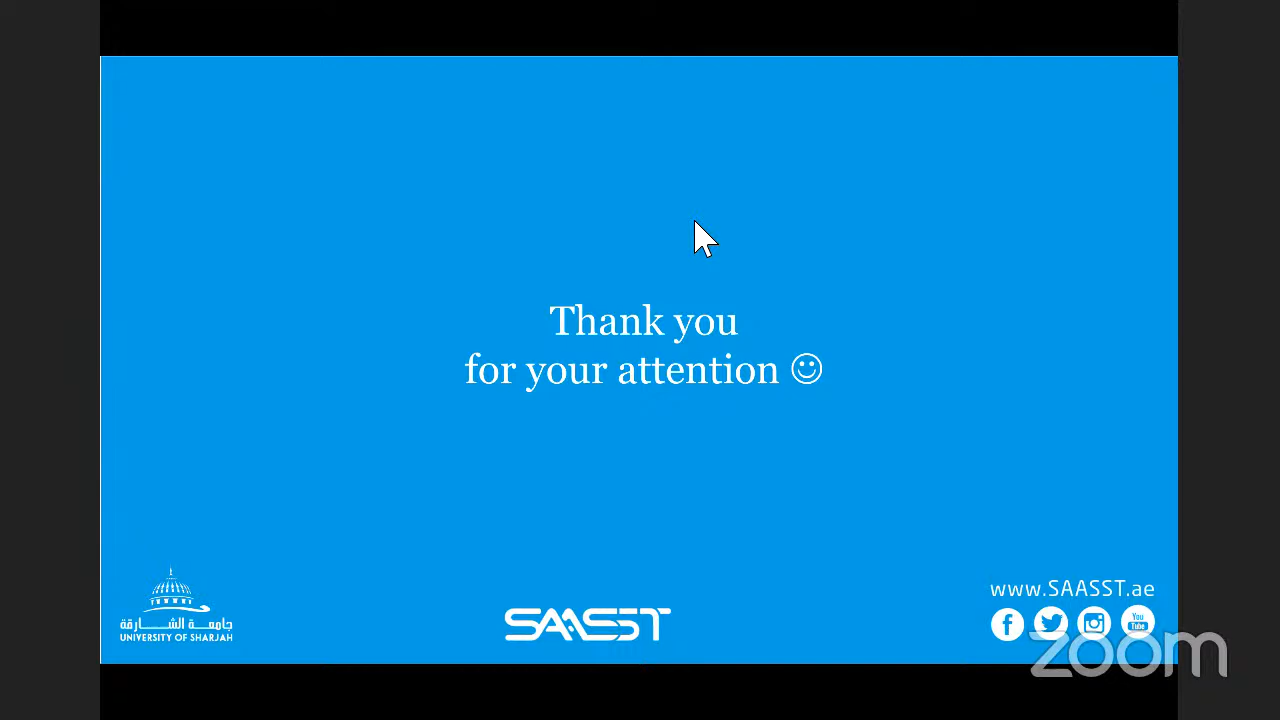 Thank you
for your attention ☺
جامعة الشارقة
UNIVERSITY OF SHARJAH
SAASST
www.SAASST.ae
You
Tube
zoom